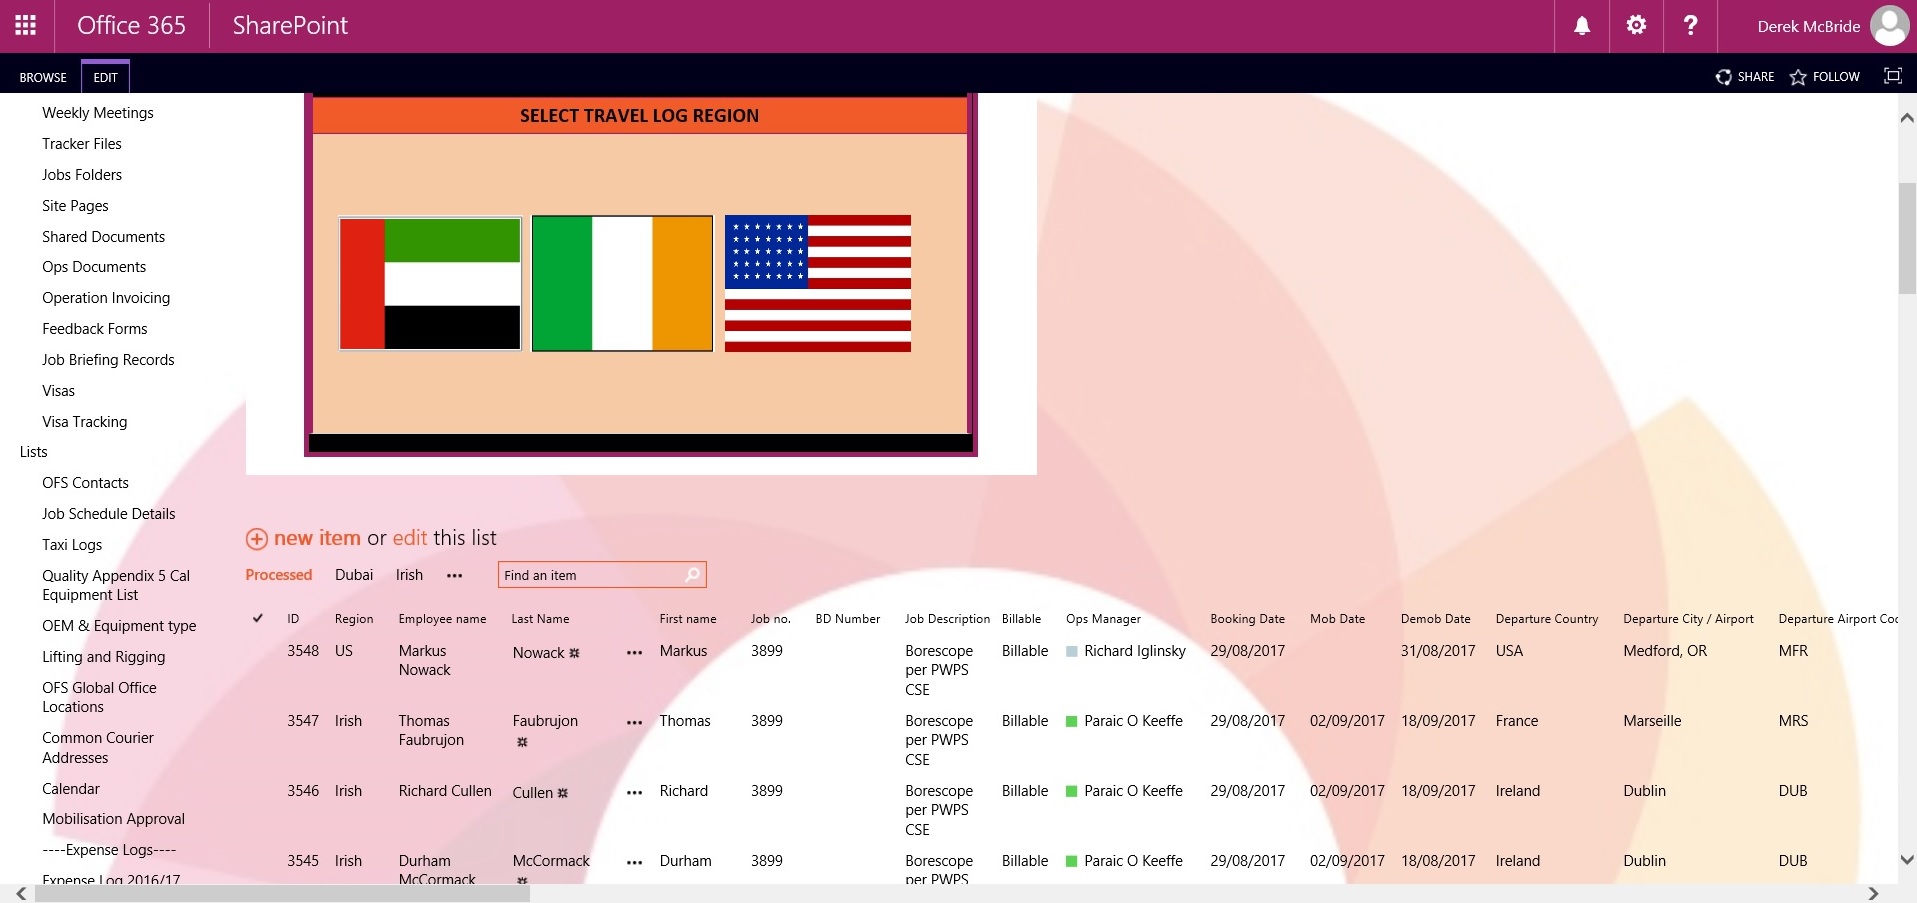 Office 365
SharePoint
Derek McBride
BROWSE
EDIT
SHARE
FOLLOW
Weekly Meetings
Tracker Files
Jobs Folders
Site Pages
Shared Documents
Ops Documents
Operation Invoicing
Feedback Forms
Job Briefing Records
Visas
Visa Tracking
Lists
OFS Contacts
Job Schedule Details
Taxi Logs
Quality Appendix 5 Cal
Equipment List
OEM & Equipment type
Lifting and Rigging
OFS Global Office
Locations
Common Courier
Addresses
Calendar
Mobilisation Approval
----Expense Logs----
Expense Log 2016/17
SELECT TRAVEL LOG REGION
new item or edit this list
Processed Dubai Irish ••• Find an item
ID Region Employee name Last Name First name Job no. BD Number Job Description Billable Ops Manager Booking Date Mob Date Demob Date Departure Country Departure City / Airport Departure Airport Coc
3548 US Markus Nowack ••• Markus 3899 Borescope Billable Richard Iglinsky 29/08/2017 31/08/2017 USA Medford, OR MFR
Nowack per PWPS
CSE
3547 Irish Thomas Faubrujon ••• Thomas 3899 Borescope Billable Paraic O Keeffe 29/08/2017 02/09/2017 18/09/2017 France Marseille MRS
Faubrujon per PWPS
CSE
3546 Irish Richard Cullen Cullen ••• Richard 3899 Borescope Billable Paraic O Keeffe 29/08/2017 02/09/2017 18/09/2017 Ireland Dublin DUB
per PWPS
CSE
3545 Irish Durham McCormack ••• Durham 3899 Borescope Billable Paraic O Keeffe 29/08/2017 02/09/2017 18/08/2017 Ireland Dublin DUB
McCormack per PWPS